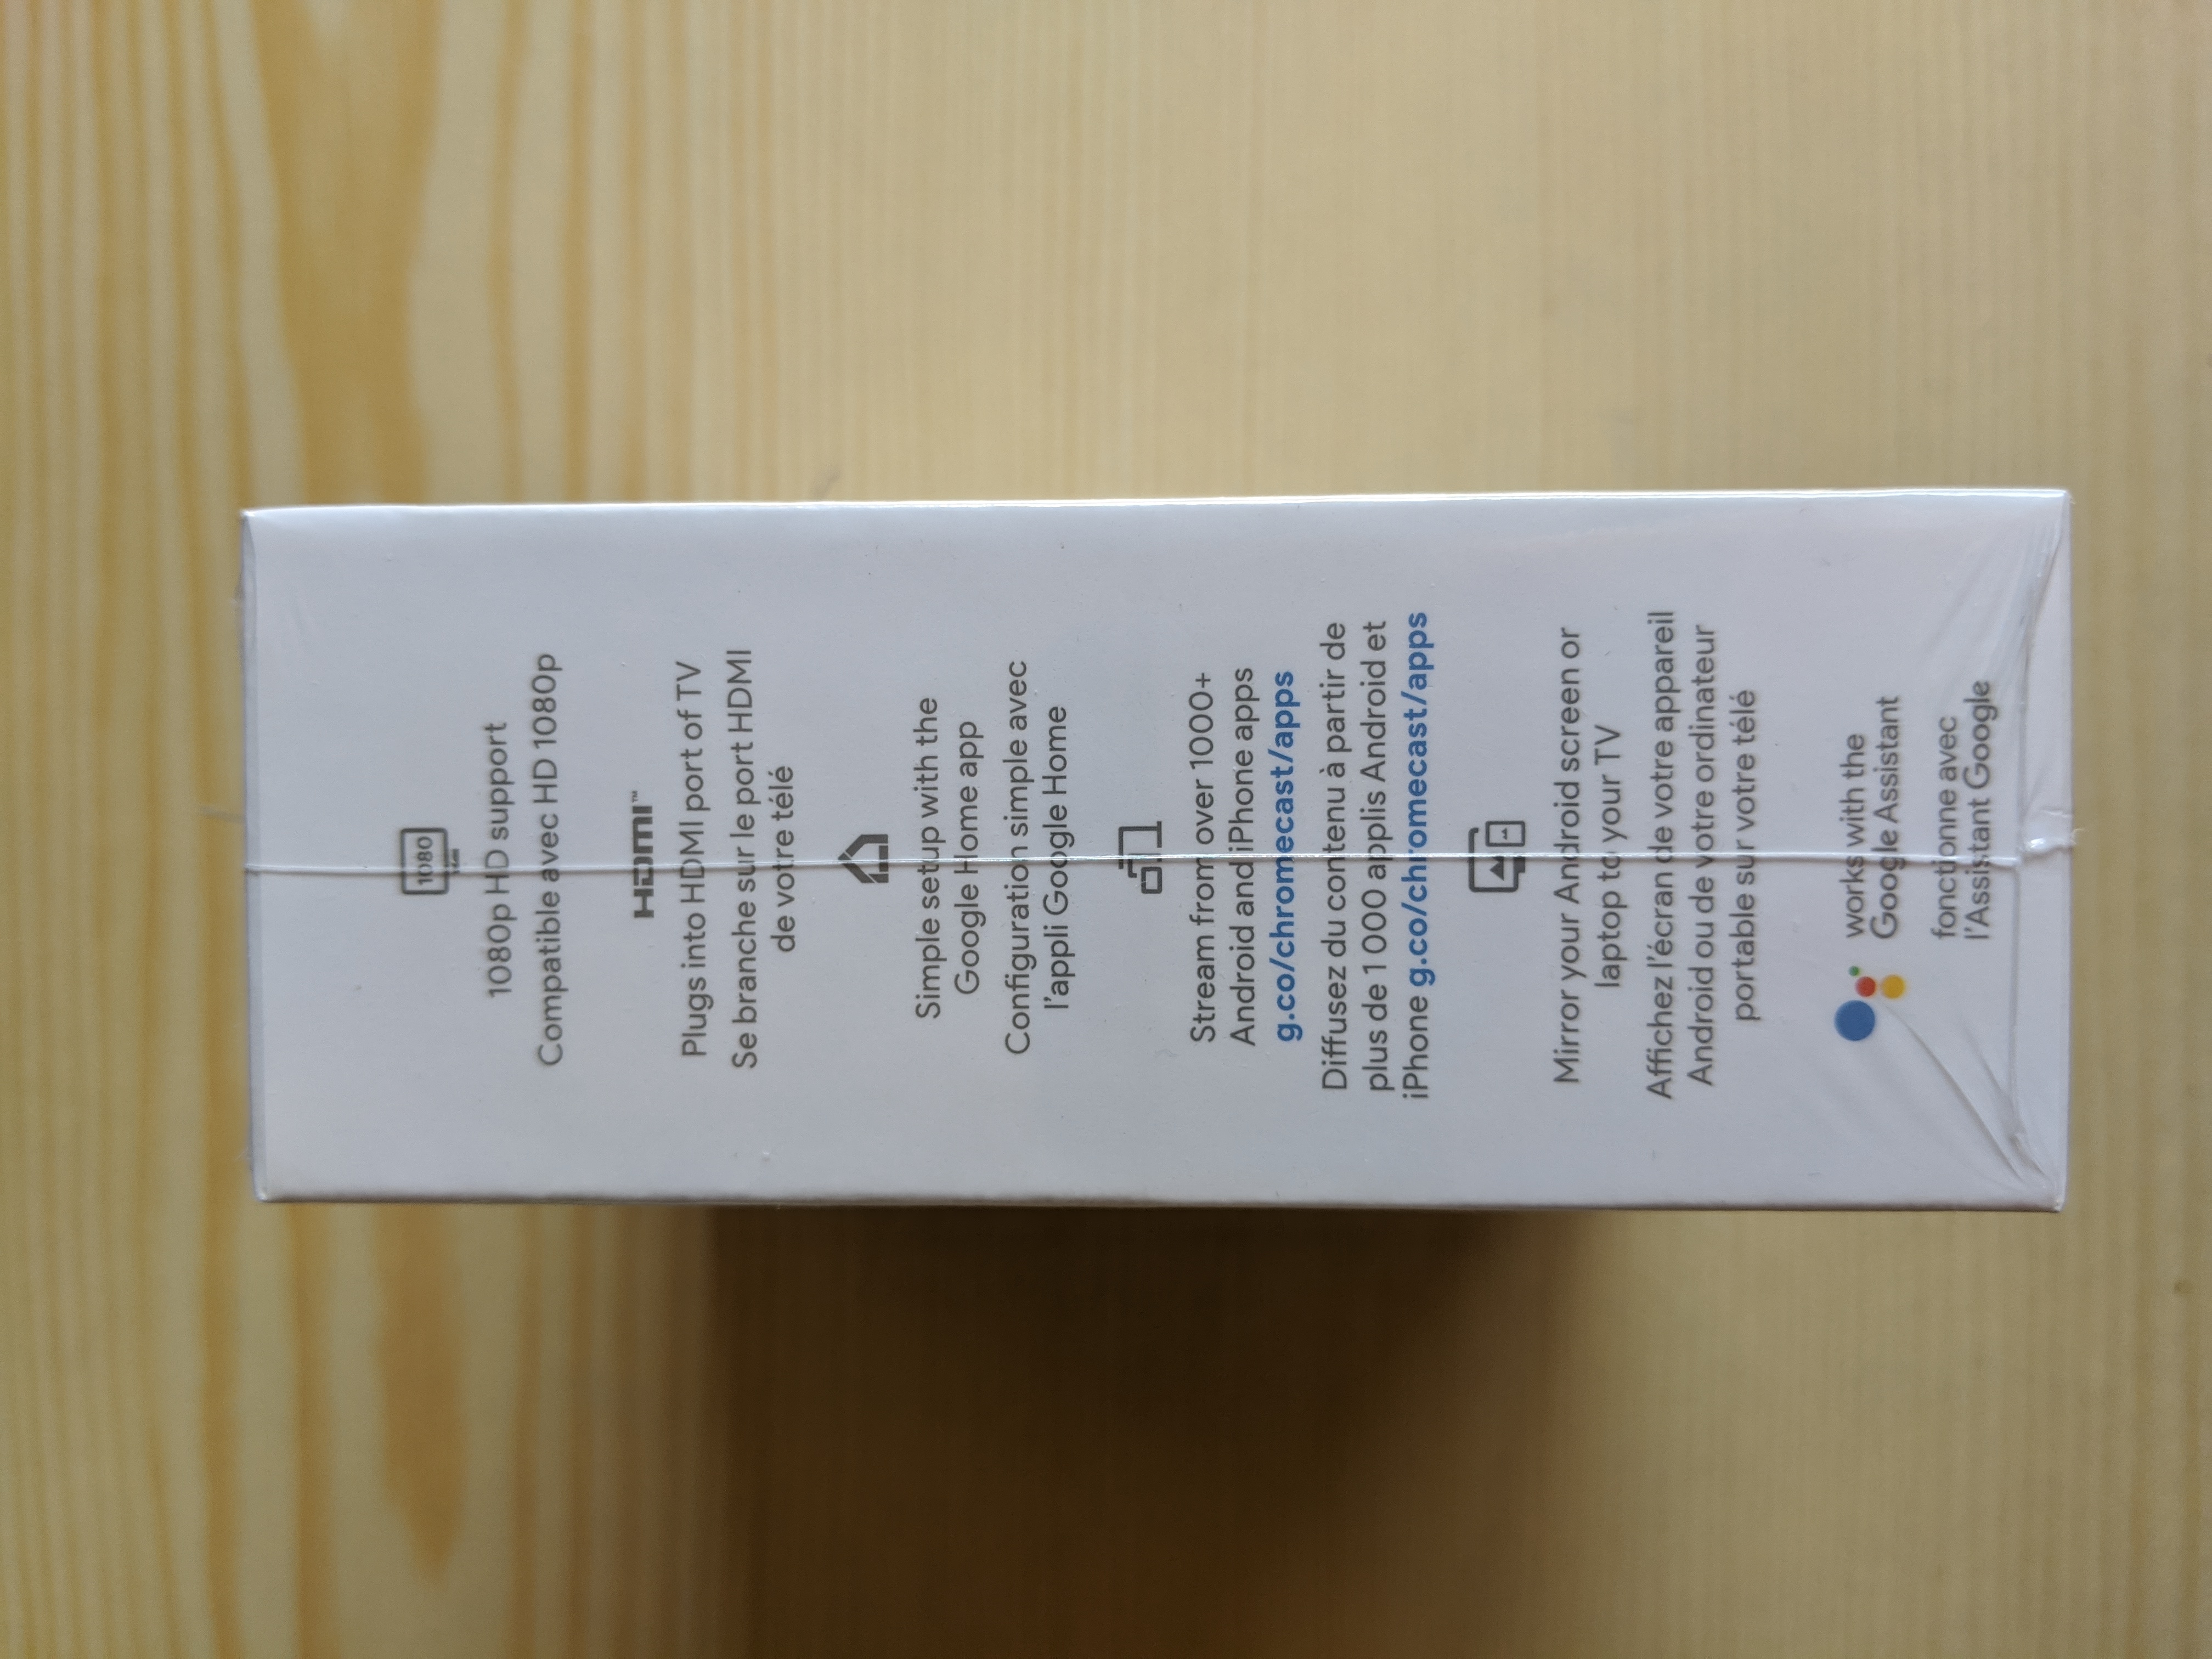 1080
1080p HD support
Compatible avec HD 1080p
HDMI™
Plugs into HDMI port of TV
Se branche sur le port HDMI
de votre télé
Simple setup with the
Google Home app
Configuration simple avec
l'appli Google Home
Stream from over 1000+
Android and iPhone apps
g.co/chromecast/apps
Diffusez du contenu à partir de
plus de 1 000 applis Android et
iPhone g.co/chromecast/apps
Mirror your Android screen or
laptop to your TV
Affichez l'écran de votre appareil
Android ou de votre ordinateur
portable sur votre télé
works with the
Google Assistant
fonctionne avec
l'Assistant Google